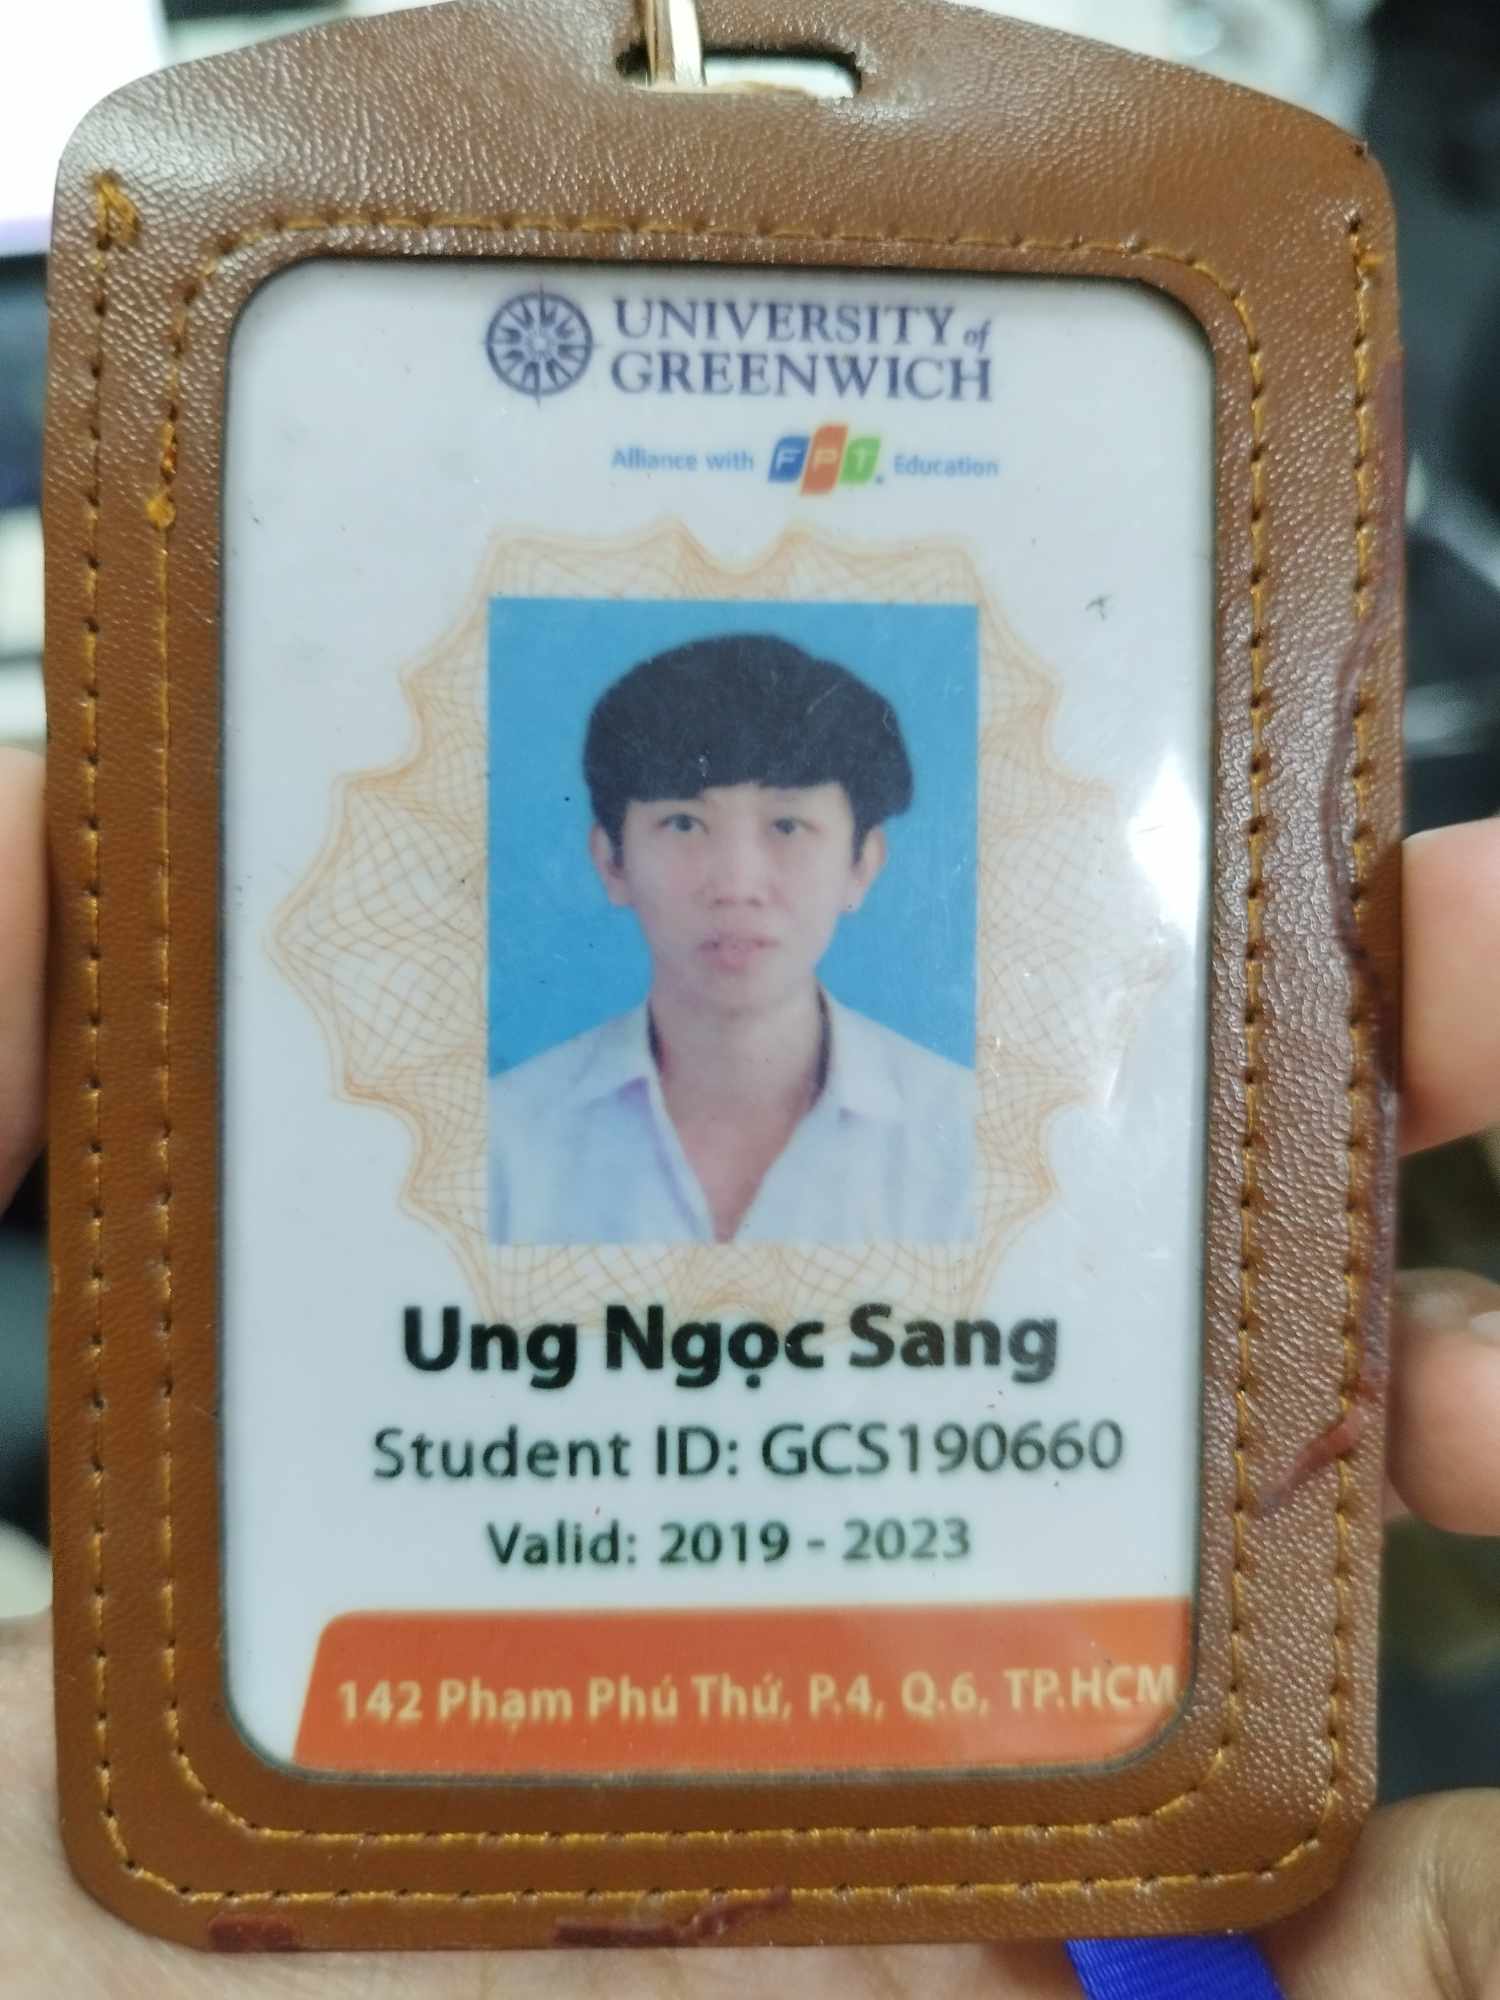 UNIVERSITY of
GREENWICH
Alliance with FPT. Education
Ung Ngọc Sang
Student ID: GCS190660
Valid: 2019 - 2023
142 Phạm Phú Thứ, P.4, Q.6, TP.HCM